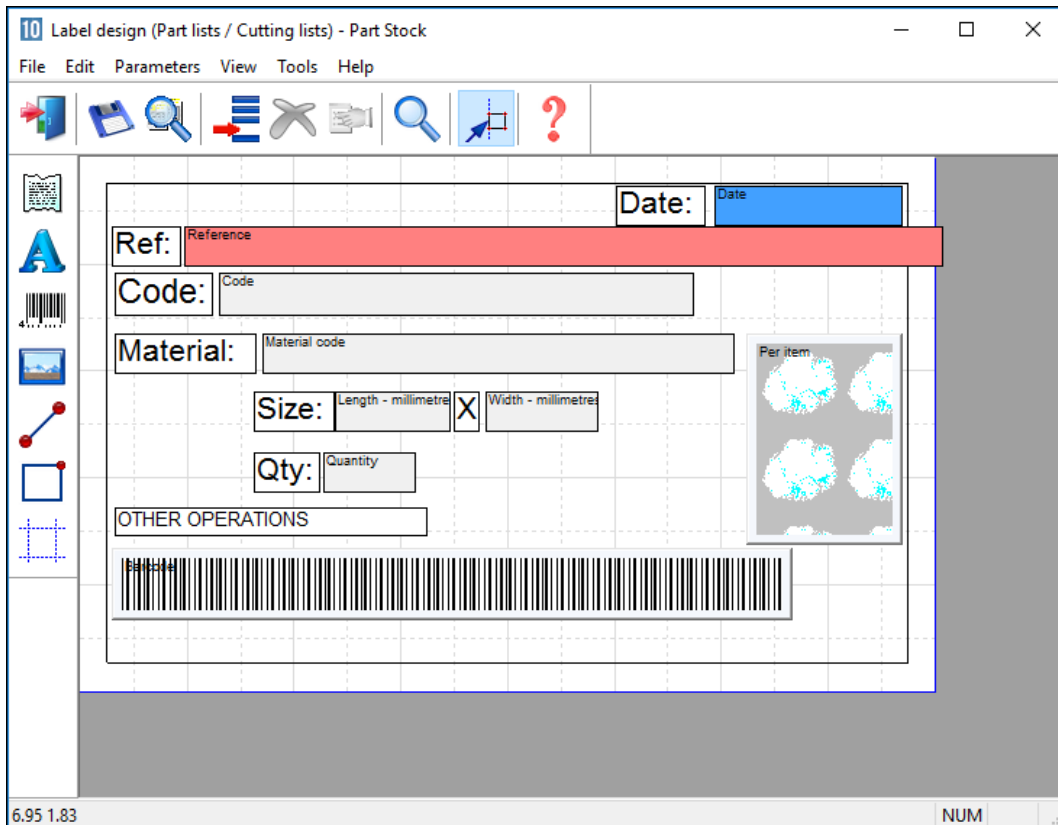 10 Label design (Part lists / Cutting lists) - Part Stock
File Edit Parameters View Tools Help
Date: Date
Ref: Reference
Code: Code
Material: Material code
Per item
Size: Length - millimetre X Width - millimetres
Qty: Quantity
OTHER OPERATIONS
Barcode
6.95 1.83 NUM